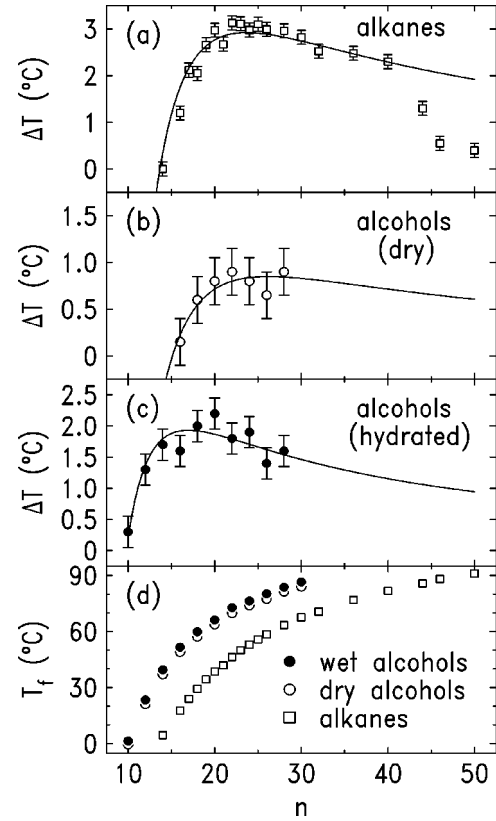 (a) alkanes
3
2
1
0
ΔT (°C)
(b) alcohols
(dry)
1.5
1.0
0.5
0
ΔT (°C)
(c) alcohols
(hydrated)
2.5
2.0
1.5
1.0
0.5
0
ΔT (°C)
(d)
90
60
30
0
T_f (°C)
● wet alcohols
○ dry alcohols
□ alkanes
10 20 30 40 50
n